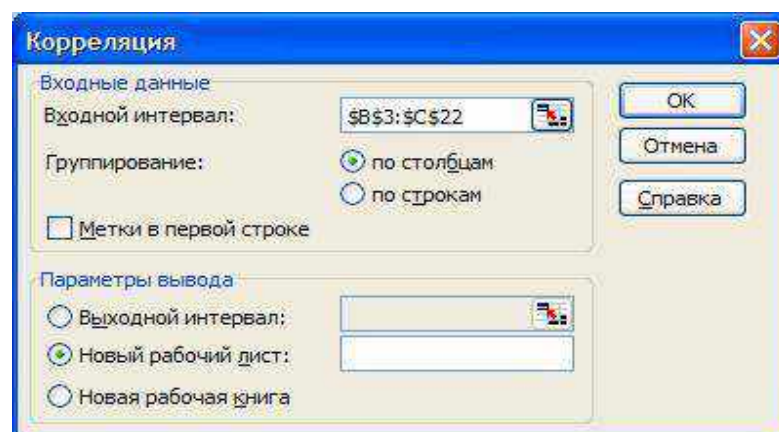 Корреляция
Входные данные
Входной интервал: $B$3:$C$22
Группирование: по столбцам
по строкам
Метки в первой строке
OK
Отмена
Справка
Параметры вывода
Выходной интервал:
Новый рабочий лист:
Новая рабочая книга